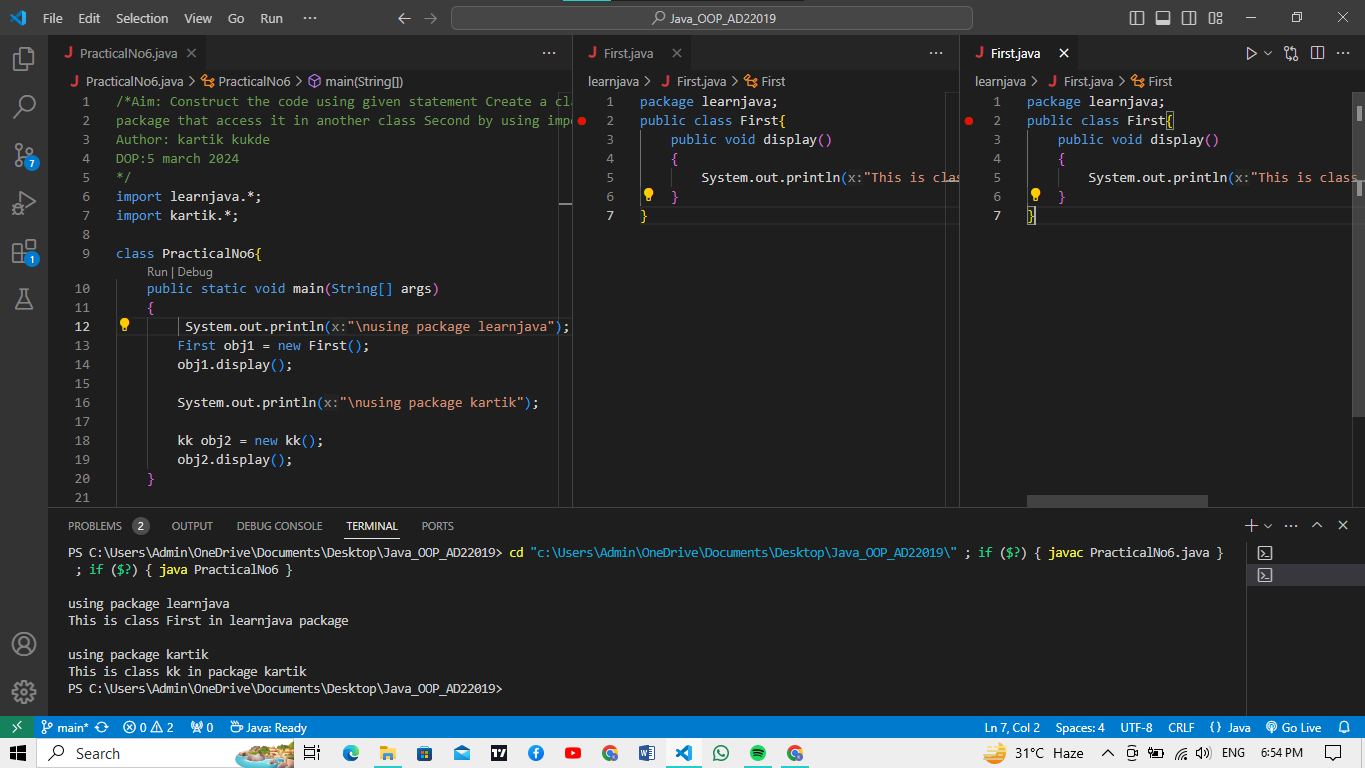 File Edit Selection View Go Run ··· Java_OOP_AD22019
PracticalNo6.java
PracticalNo6.java > PracticalNo6 > main(String[])
1 /*Aim: Construct the code using given statement Create a cla
2 package that access it in another class Second by using impo
3 Author: kartik kukde
4 DOP:5 march 2024
5 */
6 import learnjava.*;
7 import kartik.*;
8
9 class PracticalNo6{
Run | Debug
10 public static void main(String[] args)
11 {
12 System.out.println(x:"\nusing package learnjava");
13 First obj1 = new First();
14 obj1.display();
15
16 System.out.println(x:"\nusing package kartik");
17
18 kk obj2 = new kk();
19 obj2.display();
20 }
21
First.java
learnjava > First.java > First
1 package learnjava;
2 public class First{
3 public void display()
4 {
5 System.out.println(x:"This is clas
6 }
7 }
First.java
learnjava > First.java > First
1 package learnjava;
2 public class First{
3 public void display()
4 {
5 System.out.println(x:"This is class
6 }
7 }
7
1
PROBLEMS 2 OUTPUT DEBUG CONSOLE TERMINAL PORTS
PS C:\Users\Admin\OneDrive\Documents\Desktop\Java_OOP_AD22019> cd "c:\Users\Admin\OneDrive\Documents\Desktop\Java_OOP_AD22019\" ; if ($?) { javac PracticalNo6.java }
; if ($?) { java PracticalNo6 }
using package learnjava
This is class First in learnjava package
using package kartik
This is class kk in package kartik
PS C:\Users\Admin\OneDrive\Documents\Desktop\Java_OOP_AD22019>
main* 0 2 0 Java: Ready Ln 7, Col 2 Spaces: 4 UTF-8 CRLF {} Java Go Live
Search 31°C Haze ENG 6:54 PM